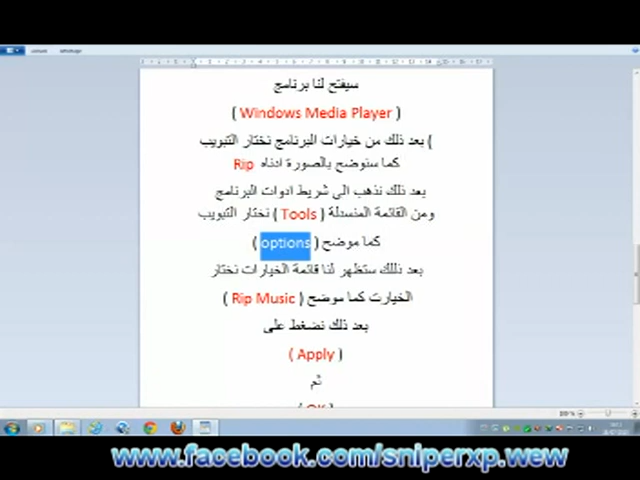 سيفتح لنا برنامج
( Windows Media Player )
بعد ذلك من خيارات البرنامج نختار التبويب (
كما سنوضح بالصورة ادناه Rip
بعد ذلك نذهب الى شريط ادوات البرنامج
ومن القائمة المنسدلة ( Tools ) نختار التبويب
كما موضح ( options )
بعد ذللك ستظهر لنا قائمة الخيارات نختار
الخيارت كما موضح ( Rip Music )
بعد ذلك نضغط على
( Apply )
ثم
( OK )
www.facebook.com/sniperxp.wew